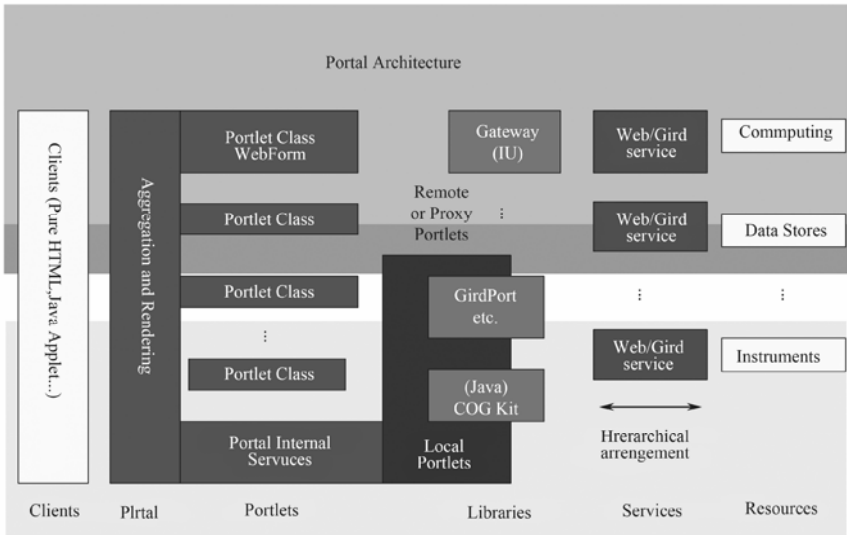 Portal Architecture
Clients (Pure HTML,Java Applet...)
Aggregation and Rendering
Portlet Class
WebForm
Portlet Class
Portlet Class
Portlet Class
Portal Internal
Servuces
Remote
or Proxy
Portlets
Gateway
(IU)
GirdPort
etc.
(Java)
COG Kit
Local
Portlets
Web/Gird
service
Web/Gird
service
Web/Gird
service
Hrerarchical
arrengement
Commputing
Data Stores
Instruments
Clients
Plrtal
Portlets
Libraries
Services
Resources